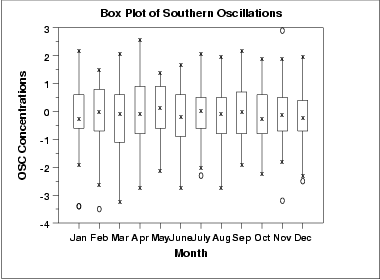 Box Plot of Southern Oscillations
3
2
1
0
-1
-2
-3
-4
OSC Concentrations
Jan Feb Mar Apr May June July Aug Sep Oct Nov Dec
Month